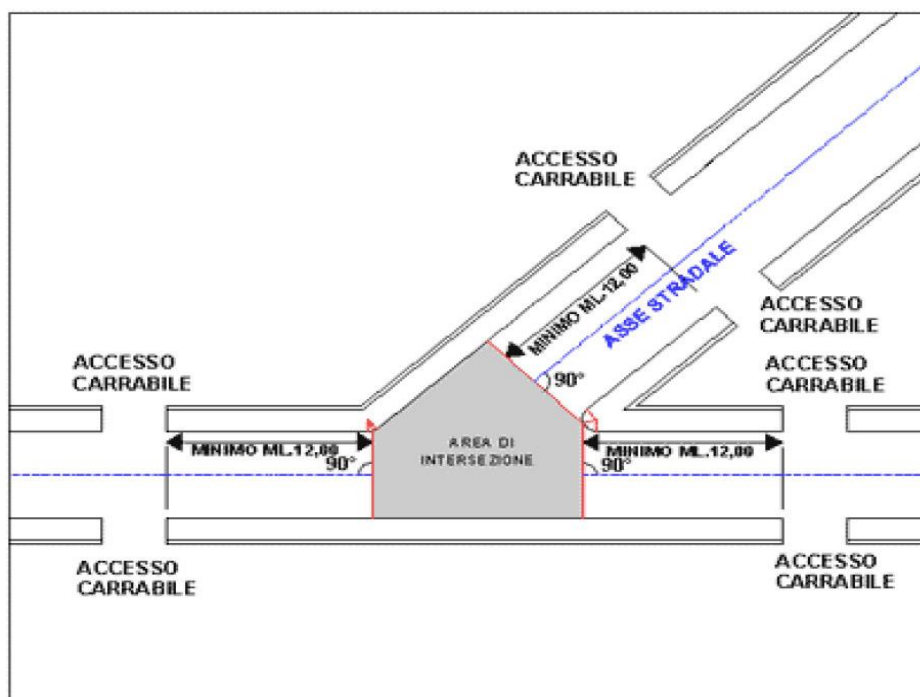 ACCESSO
CARRABILE
MINIMO ML.12,00
ASSE STRADALE
ACCESSO
CARRABILE
90°
ACCESSO
CARRABILE
ACCESSO
CARRABILE
MINIMO ML.12,00
90°
AREA DI
INTERSEZIONE
MINIMO ML.12,00
90°
ACCESSO
CARRABILE
ACCESSO
CARRABILE